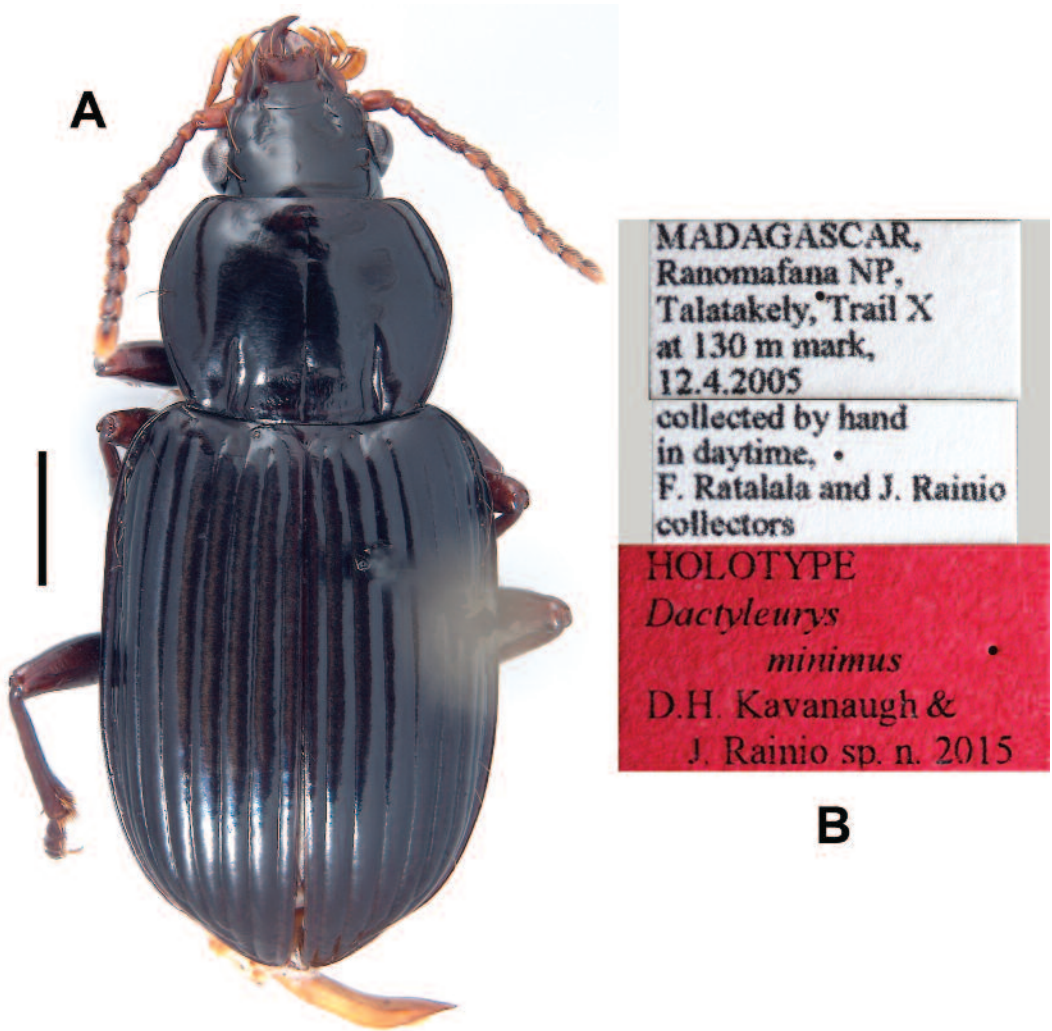 A
MADAGASCAR,
Ranomafana NP,
Talatakely, Trail X
at 130 m mark,
12.4.2005
collected by hand
in daytime,
F. Ratalala and J. Rainio
collectors
HOLOTYPE
Dactyleurys
minimus
D.H. Kavanaugh &
J. Rainio sp. n. 2015
B